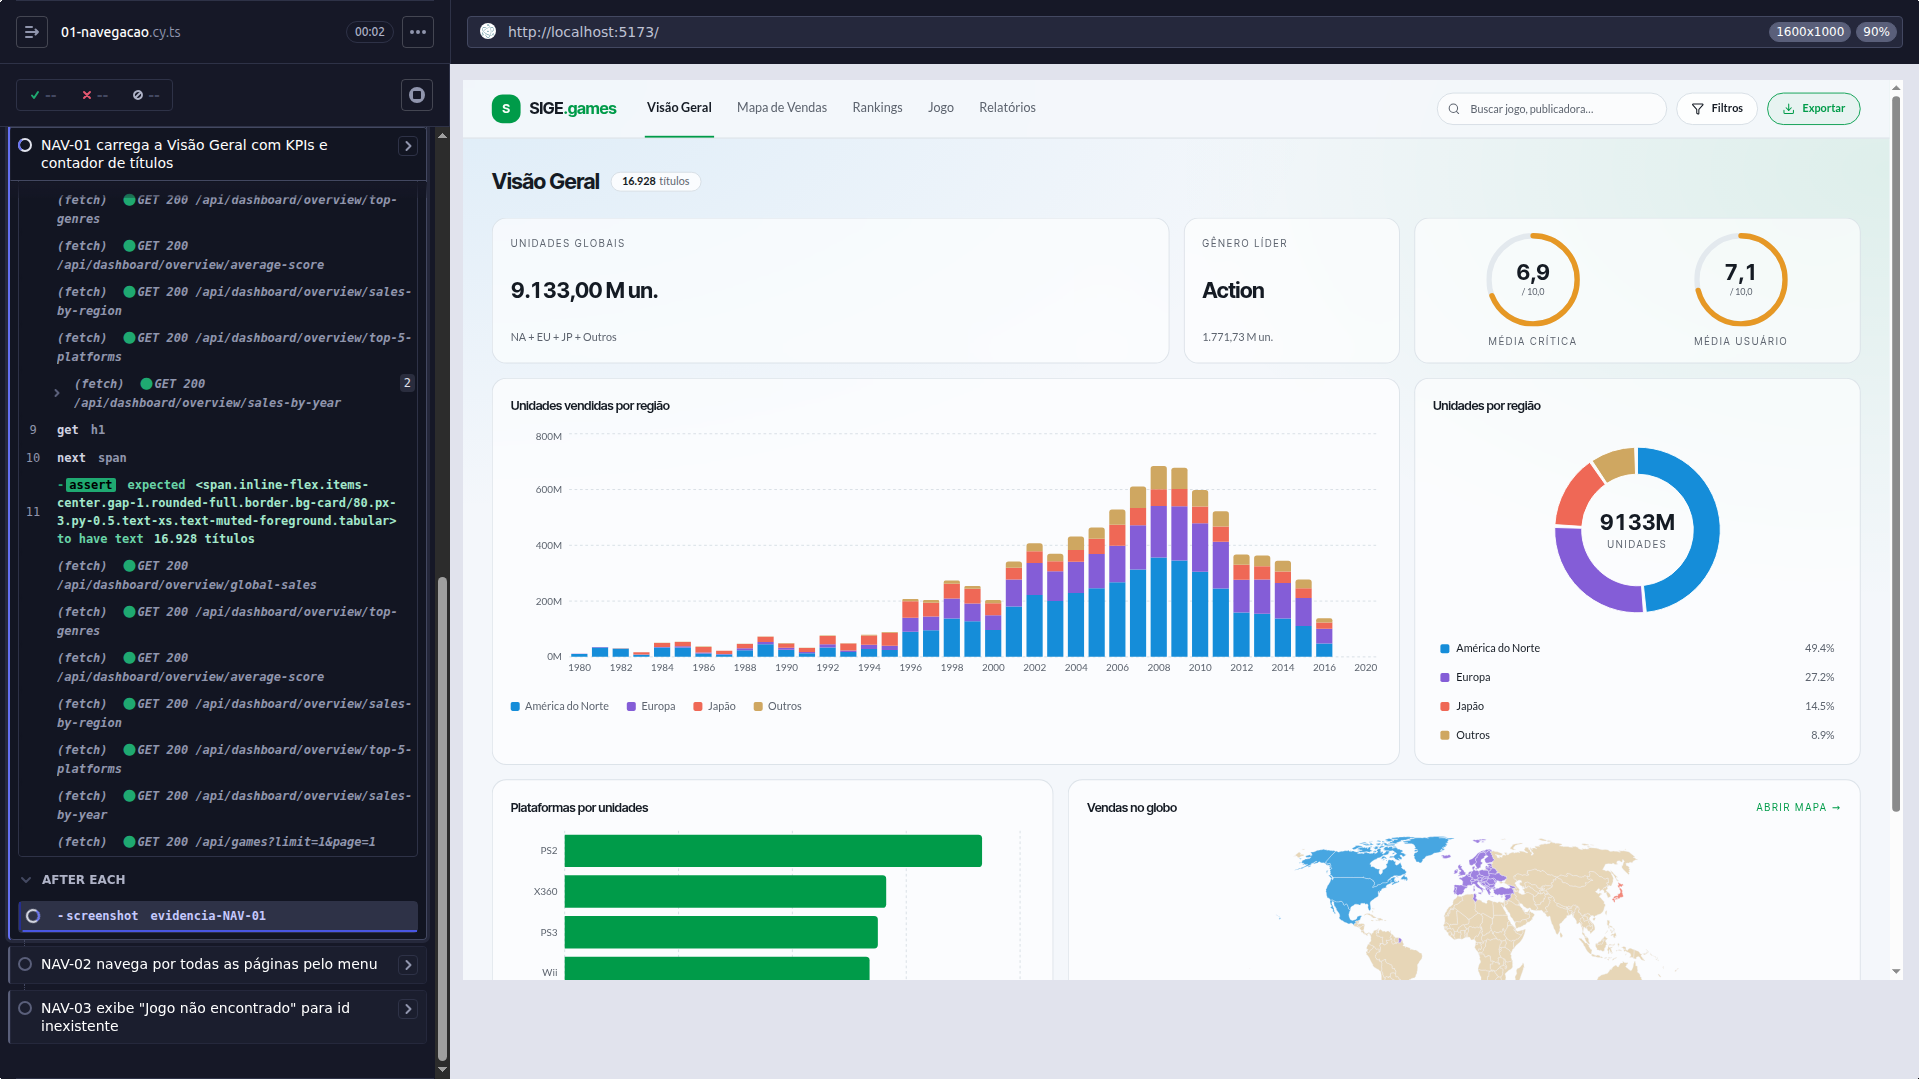 01-navegacao.cy.ts
00:02
http://localhost:5173/
1600x1000
90%
--
--
--
NAV-01 carrega a Visão Geral com KPIs e
contador de títulos
(fetch) GET 200 /api/dashboard/overview/top-
genres
(fetch) GET 200
/api/dashboard/overview/average-score
(fetch) GET 200 /api/dashboard/overview/sales-
by-region
(fetch) GET 200 /api/dashboard/overview/top-5-
platforms
(fetch) GET 200
/api/dashboard/overview/sales-by-year
2
9 get h1
10 next span
11
-assert expected <span.inline-flex.items-
center.gap-1.rounded-full.border.bg-card/80.px-
3.py-0.5.text-xs.text-muted-foreground.tabular>
to have text 16.928 títulos
(fetch) GET 200
/api/dashboard/overview/global-sales
(fetch) GET 200 /api/dashboard/overview/top-
genres
(fetch) GET 200
/api/dashboard/overview/average-score
(fetch) GET 200 /api/dashboard/overview/sales-
by-region
(fetch) GET 200 /api/dashboard/overview/top-5-
platforms
(fetch) GET 200 /api/dashboard/overview/sales-
by-year
(fetch) GET 200 /api/games?limit=1&page=1
AFTER EACH
-screenshot evidencia-NAV-01
NAV-02 navega por todas as páginas pelo menu
NAV-03 exibe "Jogo não encontrado" para id
inexistente
S
SIGE.games
Visão Geral
Mapa de Vendas
Rankings
Jogo
Relatórios
Buscar jogo, publicadora...
Filtros
Exportar
Visão Geral
16.928 títulos
UNIDADES GLOBAIS
9.133,00 M un.
NA + EU + JP + Outros
GÊNERO LÍDER
Action
1.771,73 M un.
6,9
/ 10,0
MÉDIA CRÍTICA
7,1
/ 10,0
MÉDIA USUÁRIO
Unidades vendidas por região
800M
600M
400M
200M
0M
1980 1982 1984 1986 1988 1990 1992 1994 1996 1998 2000 2002 2004 2006 2008 2010 2012 2014 2016 2020
América do Norte
Europa
Japão
Outros
Unidades por região
9133M
UNIDADES
América do Norte 49.4%
Europa 27.2%
Japão 14.5%
Outros 8.9%
Plataformas por unidades
PS2
X360
PS3
Wii
Vendas no globo
ABRIR MAPA →